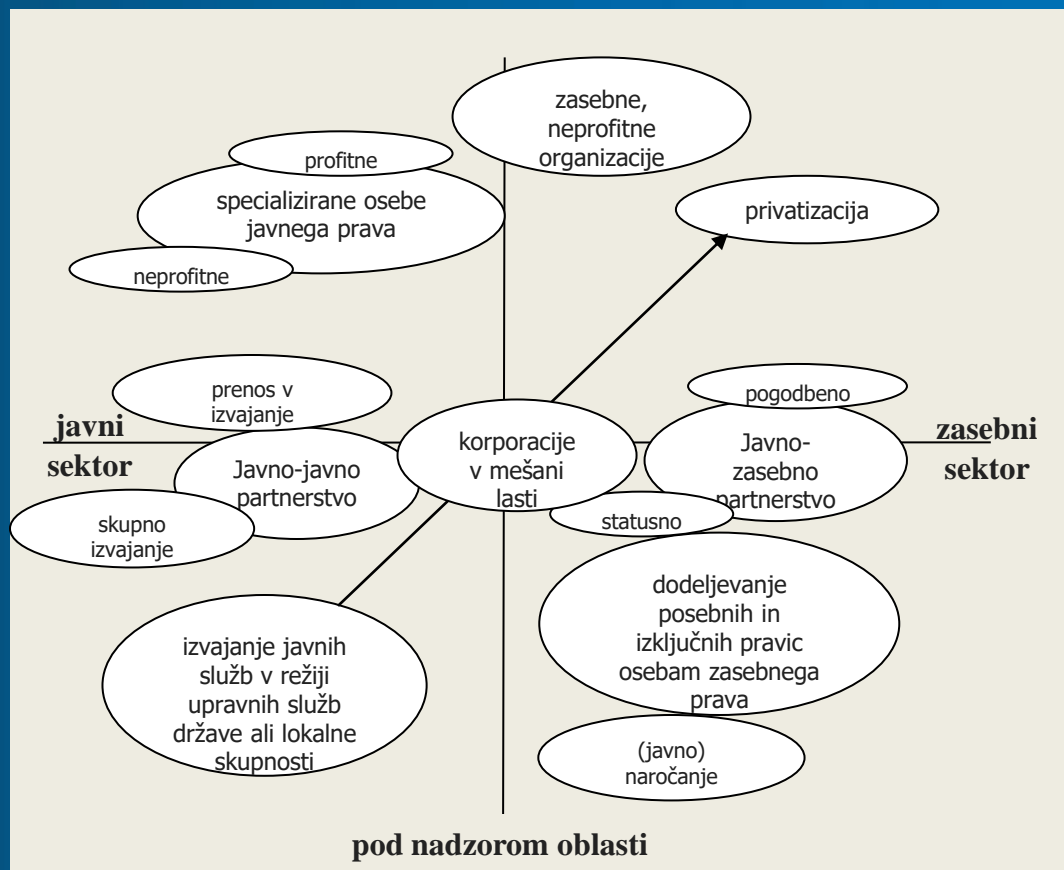 zasebne,
neprofitne
organizacije
profitne
specializirane osebe
javnega prava
neprofitne
privatizacija
prenos v
izvajanje
pogodbeno
javni
sektor
korporacije
v mešani
lasti
Javno-
zasebno
partnerstvo
zasebni
sektor
Javno-javno
partnerstvo
skupno
izvajanje
statusno
izvajanje javnih
služb v režiji
upravnih služb
države ali lokalne
skupnosti
dodeljevanje
posebnih in
izključnih pravic
osebam zasebnega
prava
(javno)
naročanje
pod nadzorom oblasti